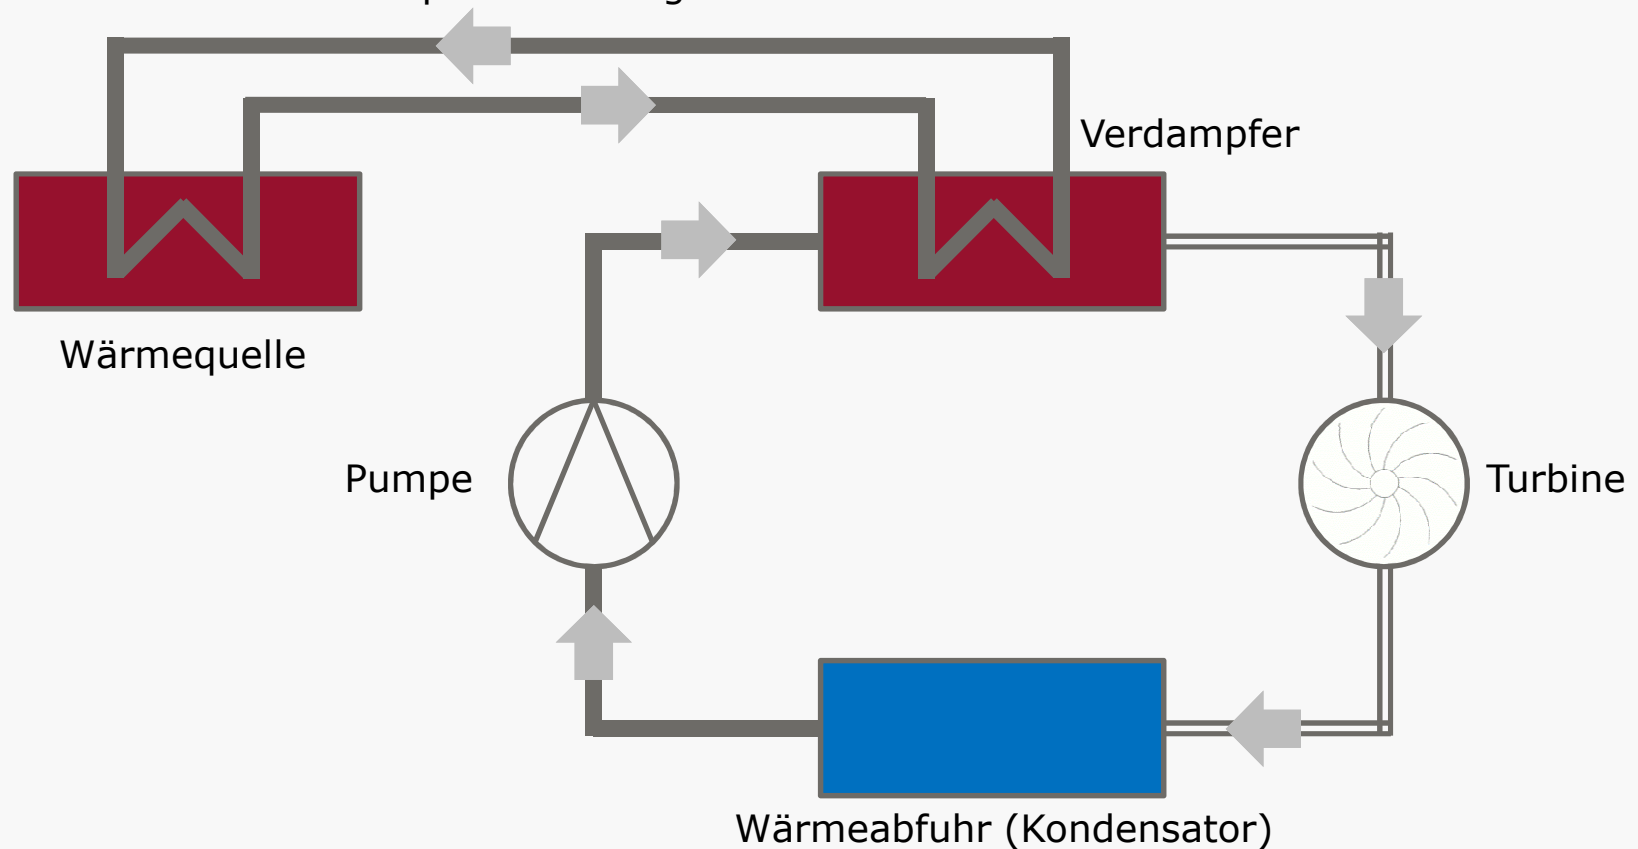 Verdampfer
Wärmequelle
Pumpe
Turbine
Wärmeabfuhr (Kondensator)